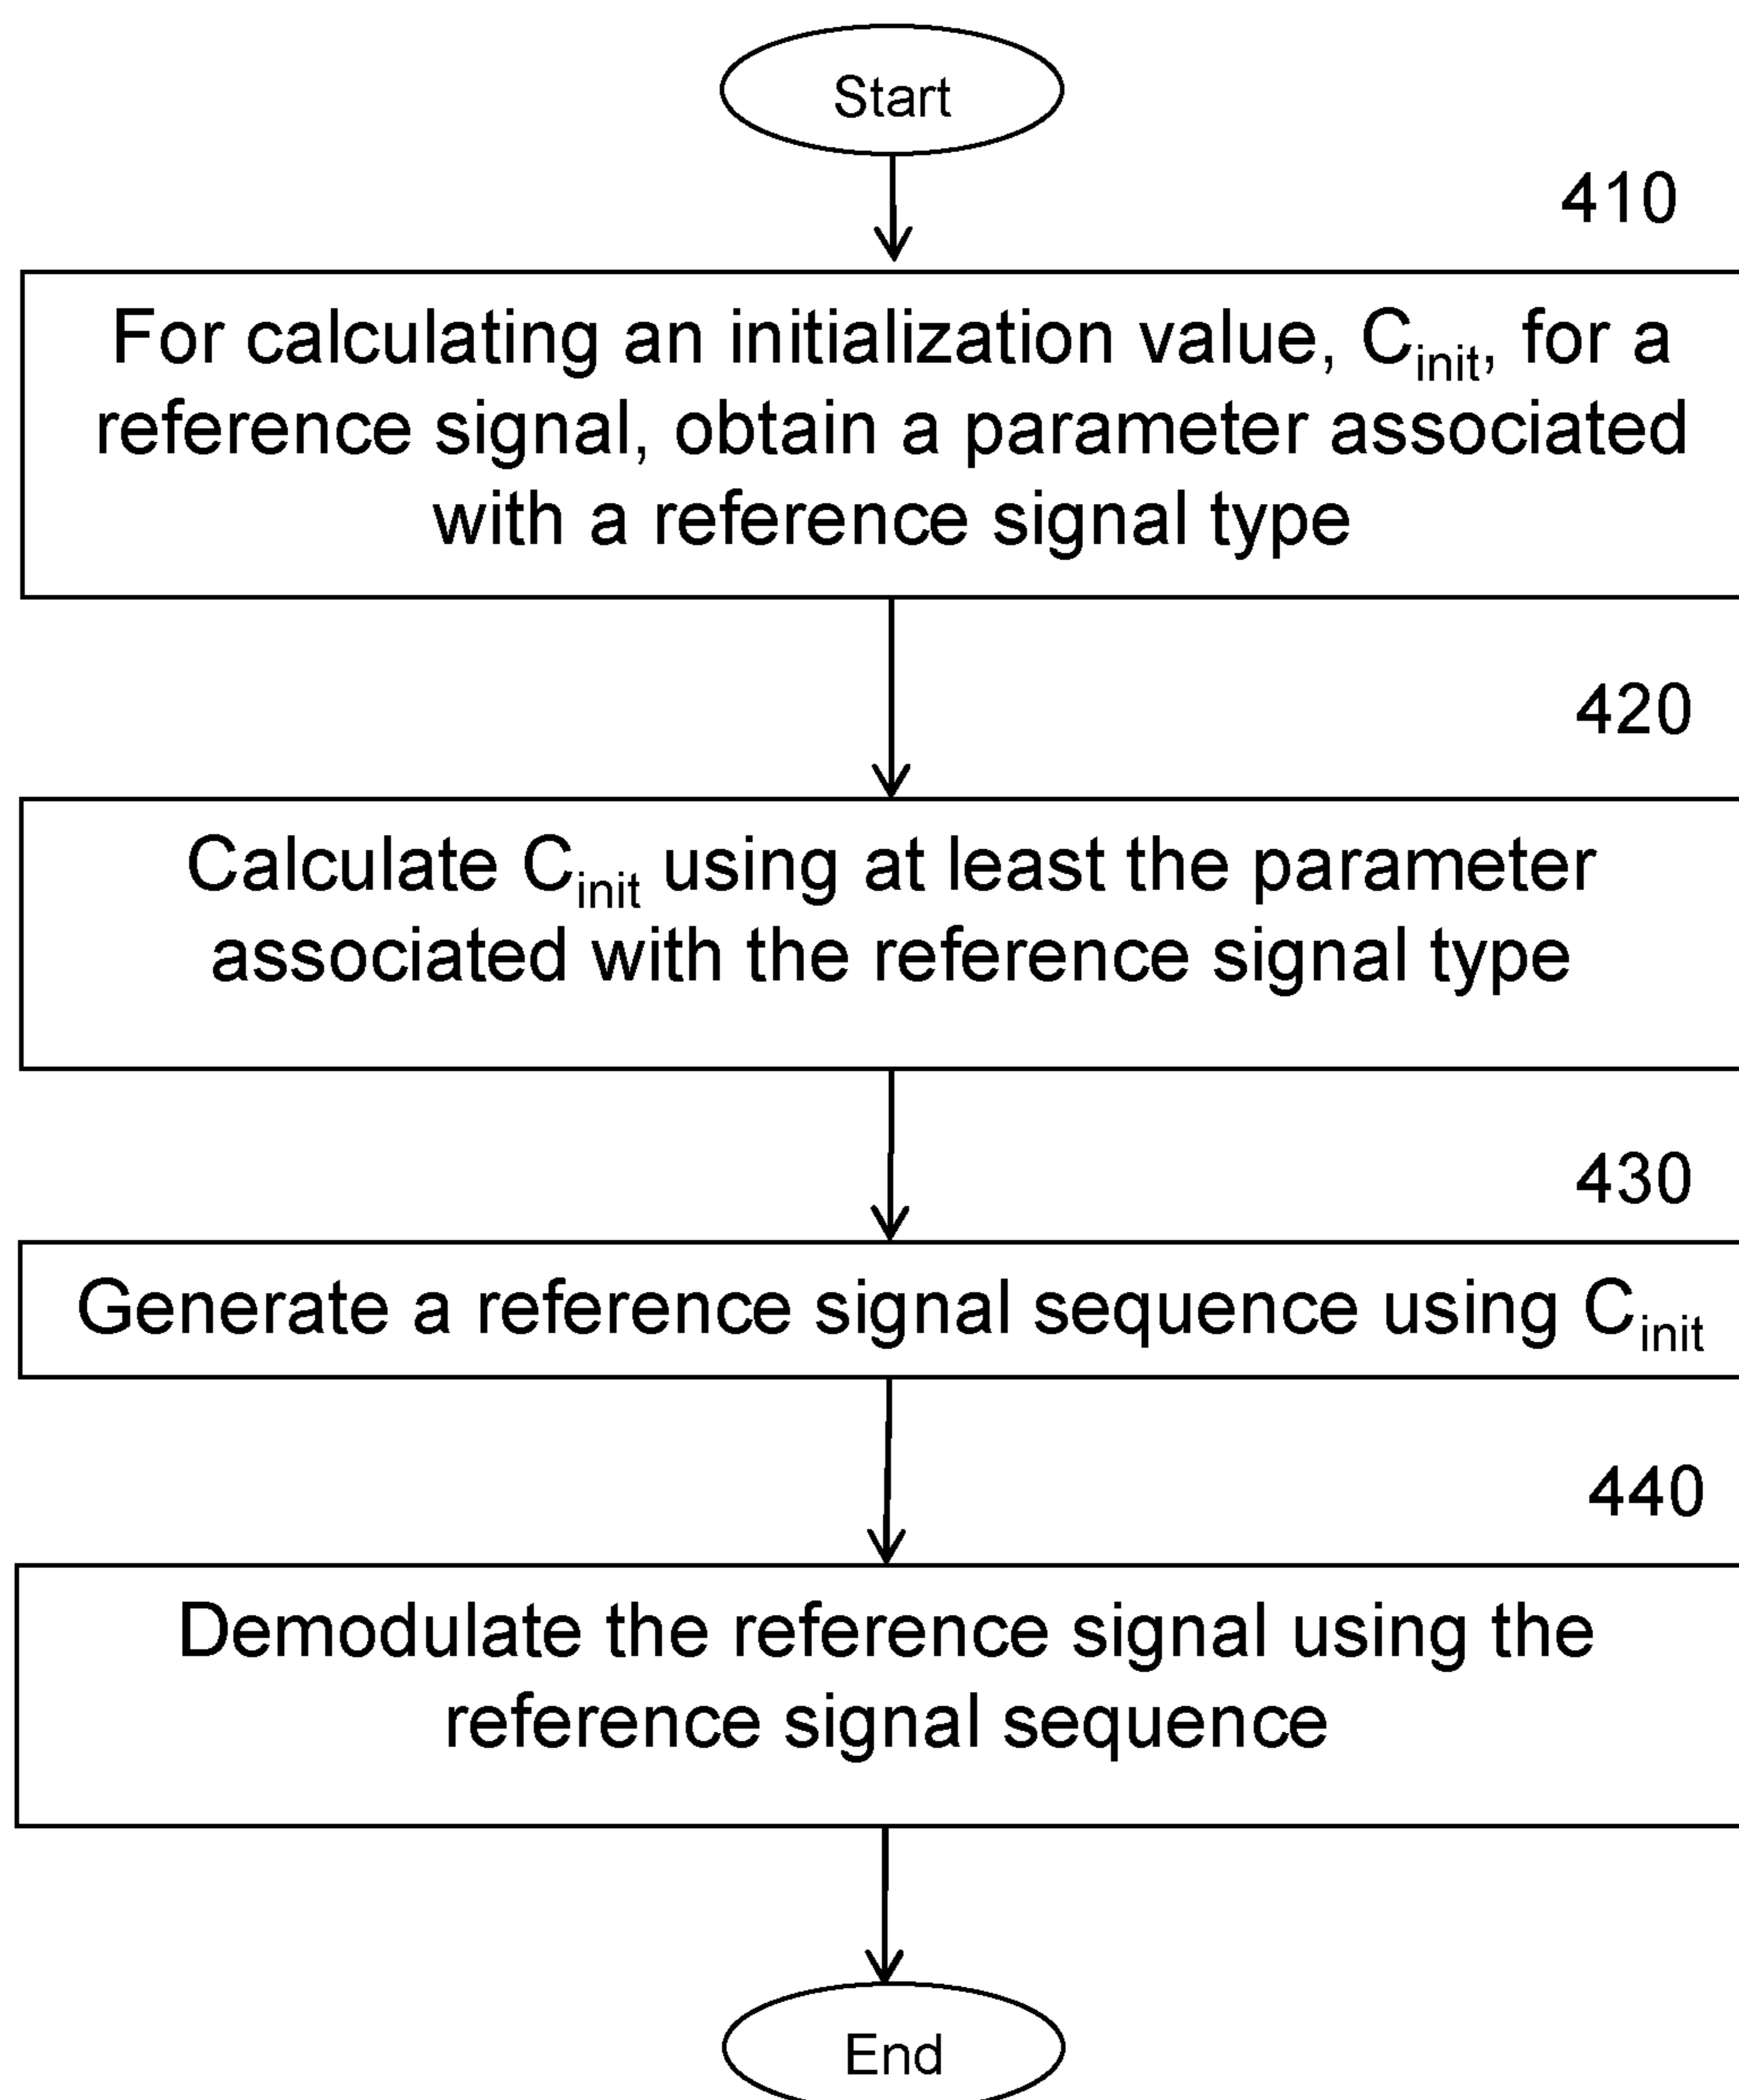 Start
410
For calculating an initialization value, Cinit, for a
reference signal, obtain a parameter associated
with a reference signal type
420
Calculate Cinit using at least the parameter
associated with the reference signal type
430
Generate a reference signal sequence using Cinit
440
Demodulate the reference signal using the
reference signal sequence
End